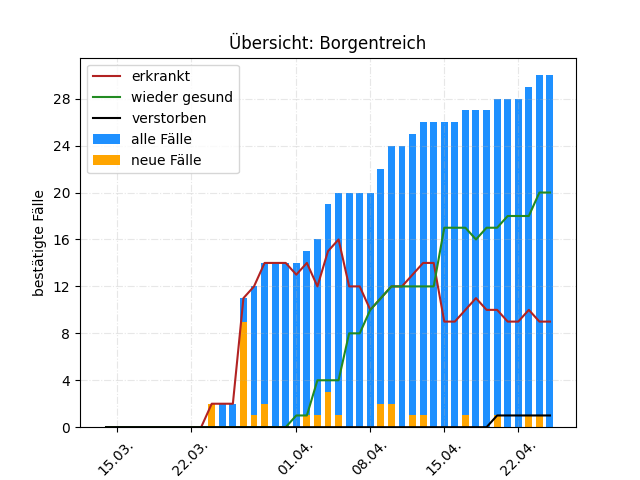 Übersicht: Borgentreich
erkrankt
wieder gesund
verstorben
alle Fälle
neue Fälle
bestätigte Fälle
28
24
20
16
12
8
4
0
15.03. 22.03. 01.04. 08.04. 15.04. 22.04.